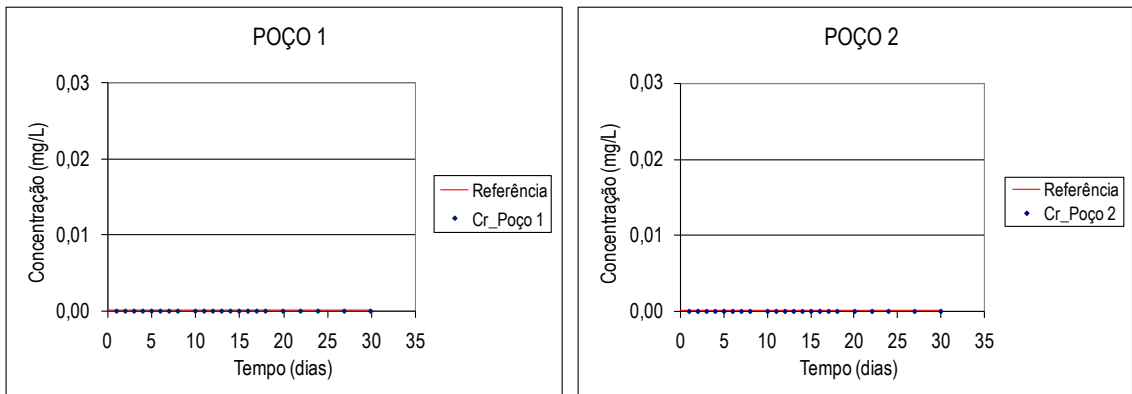 POÇO 1
0,03
0,02
0,01
0,00
0 5 10 15 20 25 30 35
Concentração (mg/L)
Tempo (dias)
Referência
Cr_Poço 1
POÇO 2
0,03
0,02
0,01
0,00
0 5 10 15 20 25 30 35
Concentração (mg/L)
Tempo (dias)
Referência
Cr_Poço 2